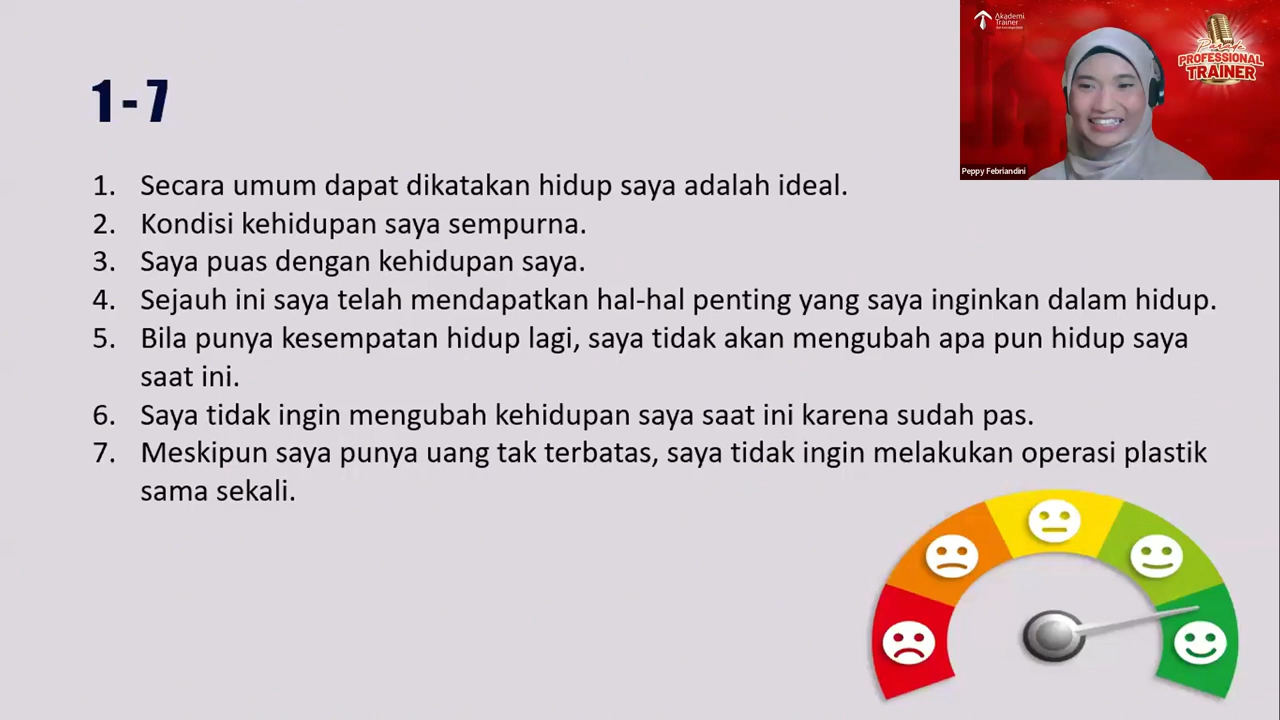 1-7
1. Secara umum dapat dikatakan hidup saya adalah ideal.
2. Kondisi kehidupan saya sempurna.
3. Saya puas dengan kehidupan saya.
4. Sejauh ini saya telah mendapatkan hal-hal penting yang saya inginkan dalam hidup.
5. Bila punya kesempatan hidup lagi, saya tidak akan mengubah apa pun hidup saya
saat ini.
6. Saya tidak ingin mengubah kehidupan saya saat ini karena sudah pas.
7. Meskipun saya punya uang tak terbatas, saya tidak ingin melakukan operasi plastik
sama sekali.
Akademi
Trainer
PROFESSIONAL
TRAINER
Peppy Febriandini